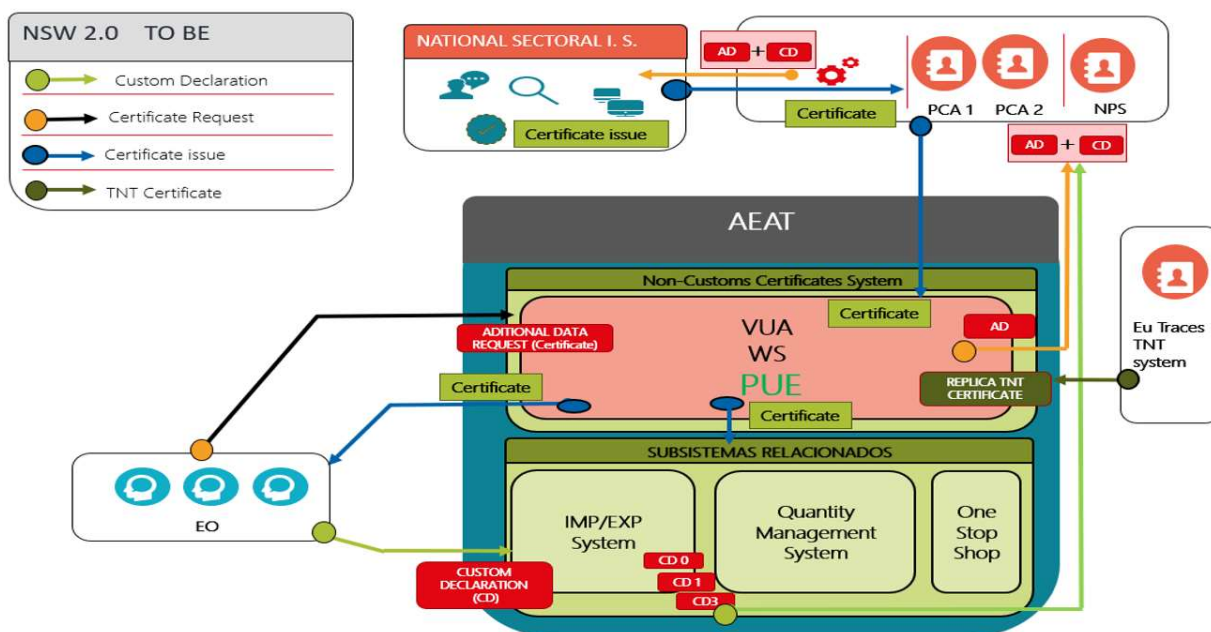 NSW 2.0 TO BE
Custom Declaration
Certificate Request
Certificate issue
TNT Certificate
NATIONAL SECTORAL I. S.
Certificate issue
AD + CD
Certificate
PCA 1
PCA 2
NPS
AD + CD
AEAT
Non-Customs Certificates System
ADITIONAL DATA
REQUEST (Certificate)
VUA
WS
PUE
Certificate
AD
REPLICA TNT
CERTIFICATE
Eu Traces
TNT
system
Certificate
Certificate
EO
SUBSISTEMAS RELACIONADOS
IMP/EXP
System
Quantity
Management
System
One
Stop
Shop
CUSTOM
DECLARATION
(CD)
CD 0
CD 1
CD3